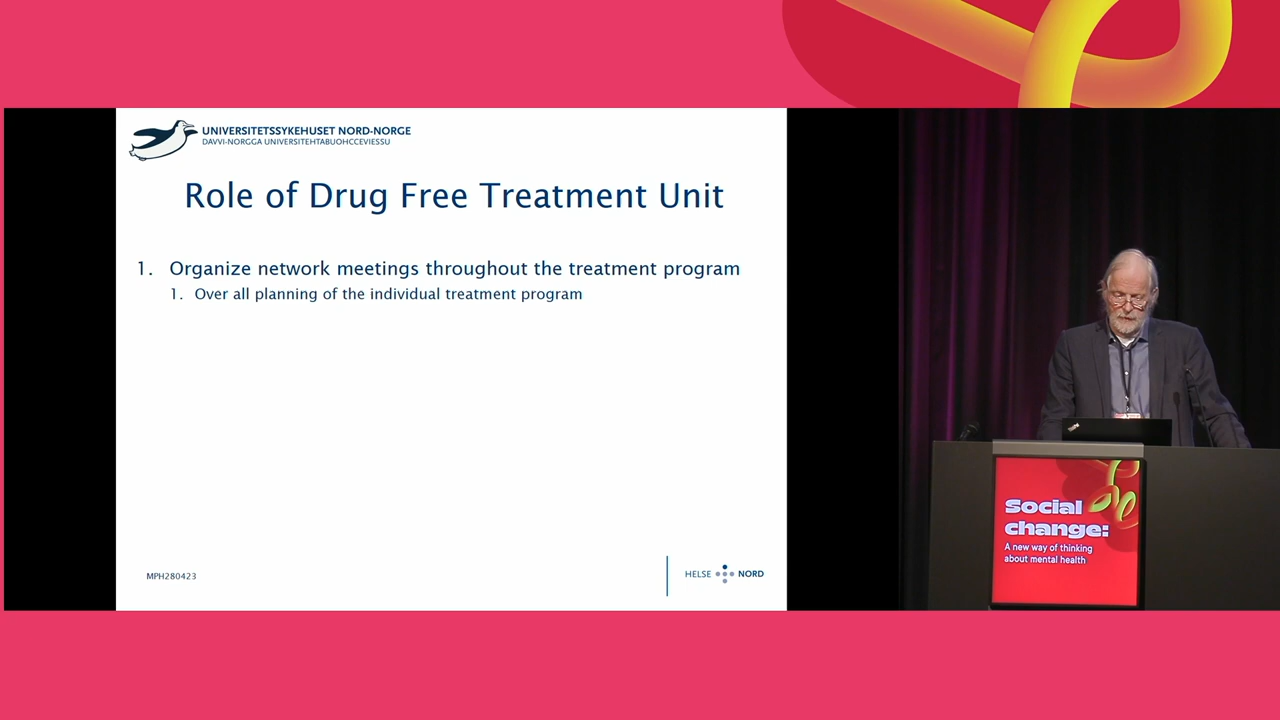 UNIVERSITETSSYKEHUSET NORD-NORGE
DAVVI-NORGGA UNIVERSITEHTABUOHCCEVIESSU
Role of Drug Free Treatment Unit
1. Organize network meetings throughout the treatment program
1. Over all planning of the individual treatment program
MPH280423
HELSE NORD
Social
change:
A new way of thinking
about mental health